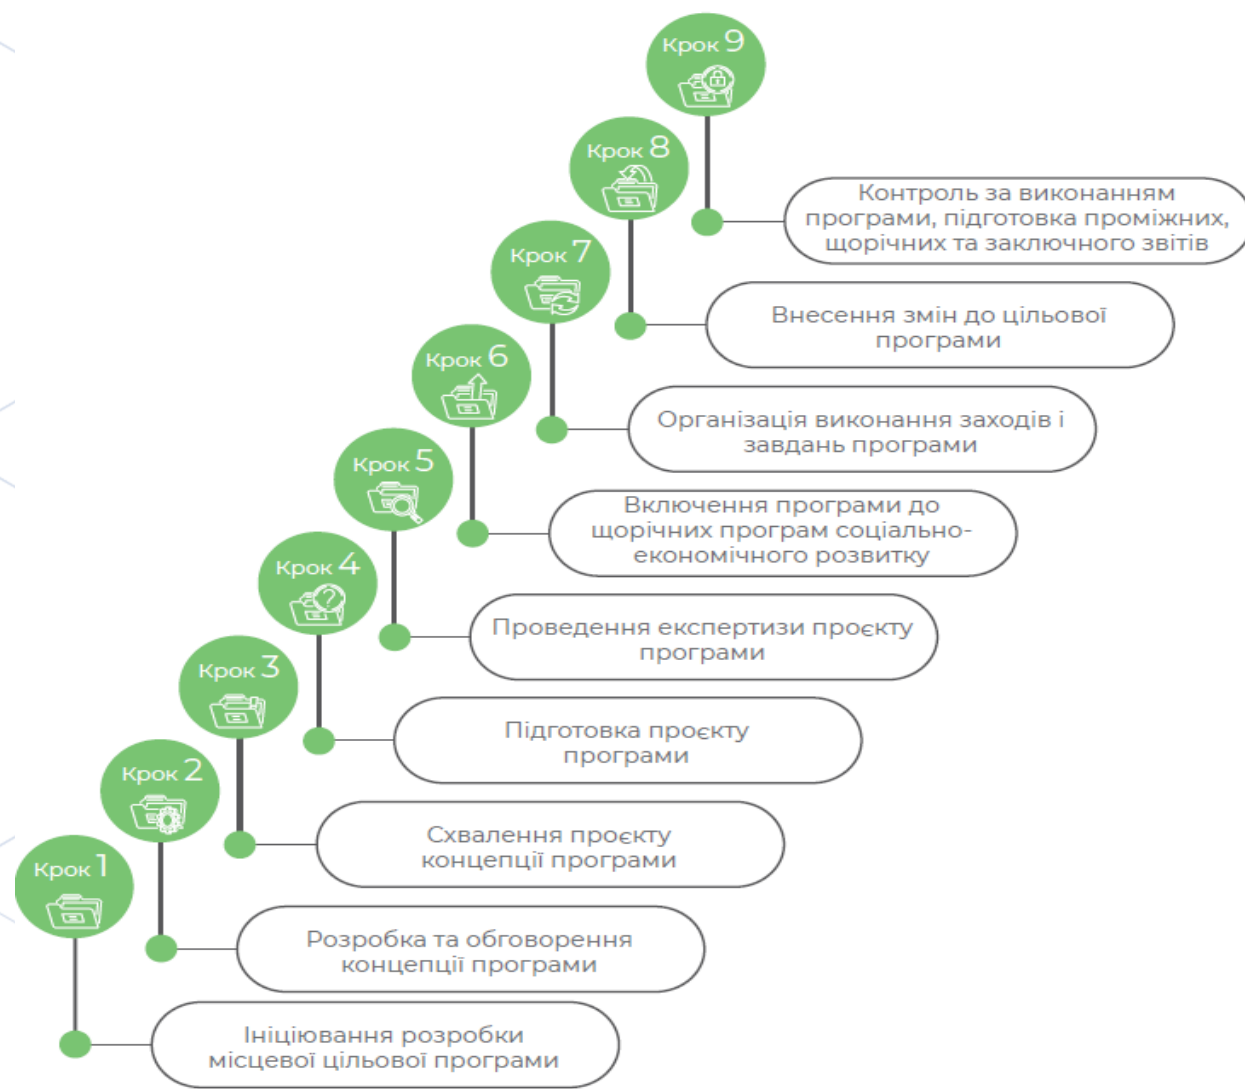 Крок 9
Контроль за виконанням
програми, підготовка проміжних,
щорічних та заключного звітів
Крок 8
Внесення змін до цільової
програми
Крок 7
Організація виконання заходів і
завдань програми
Крок 6
Включення програми до
щорічних програм соціально-
економічного розвитку
Крок 5
Проведення експертизи проєкту
програми
Крок 4
?
Підготовка проєкту
програми
Крок 3
Схвалення проєкту
концепції програми
Крок 2
Розробка та обговорення
концепції програми
Крок 1
Ініціювання розробки
місцевої цільової програми